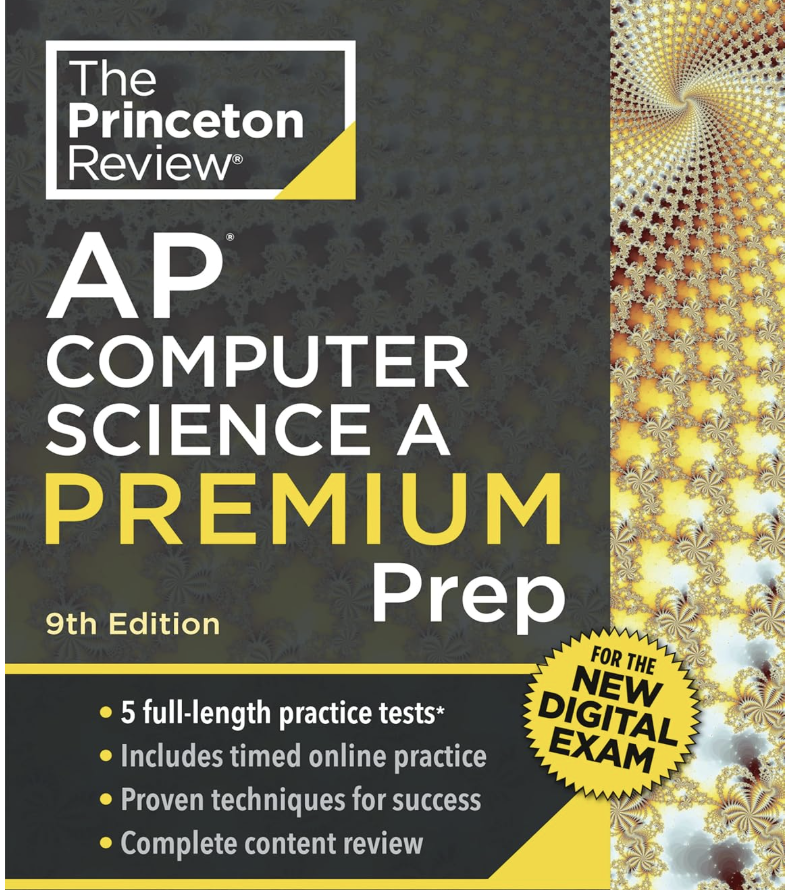 The
Princeton
Review®
AP®
COMPUTER
SCIENCE A
PREMIUM
Prep
9th Edition
• 5 full-length practice tests*
• Includes timed online practice
• Proven techniques for success
• Complete content review
FOR THE
NEW
DIGITAL
EXAM